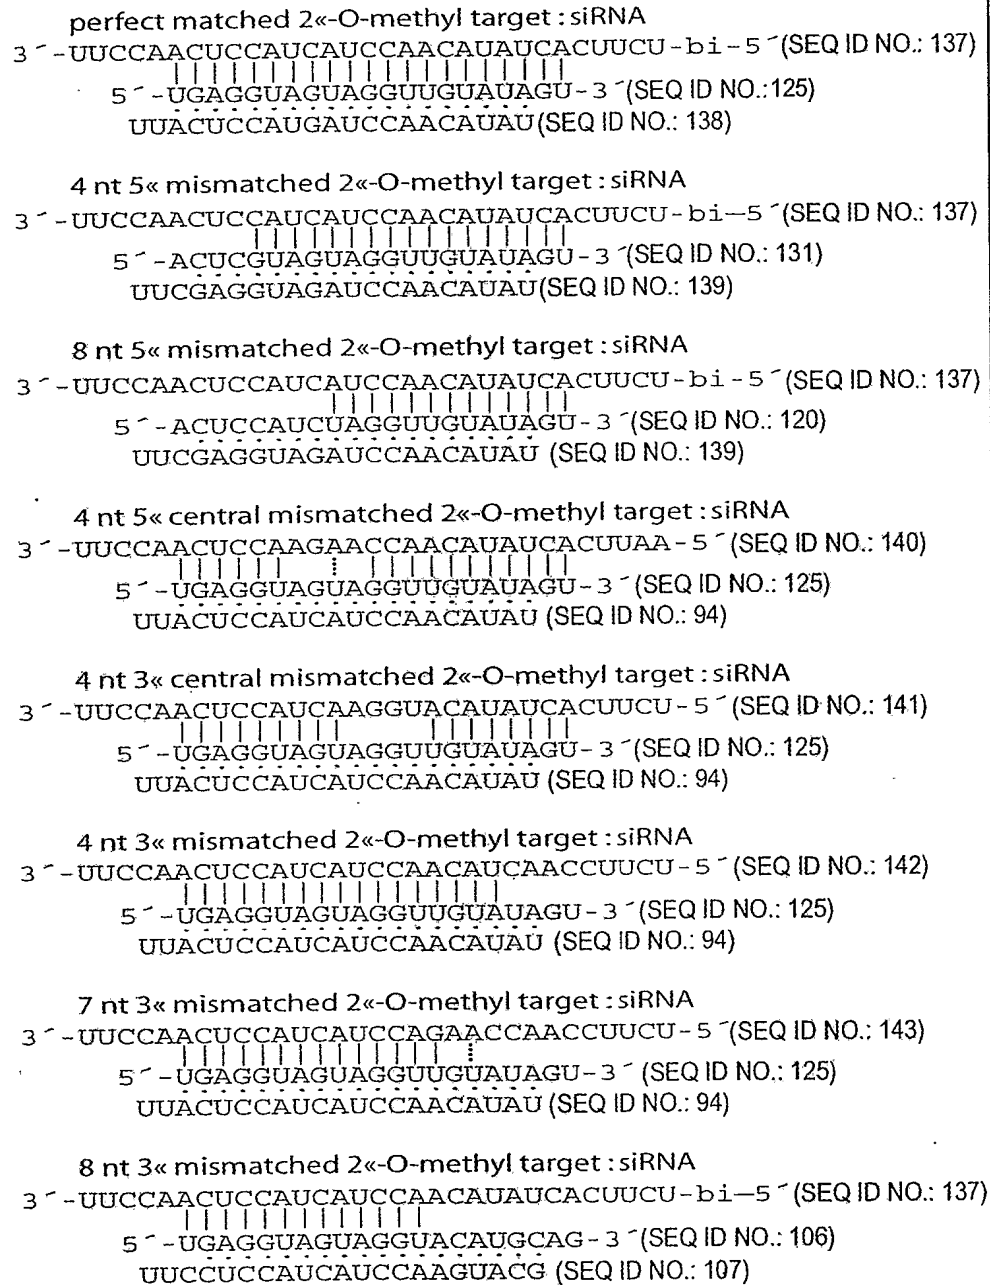 perfect matched 2«-O-methyl target : siRNA
3´-UUCCAACUCCAUCAUCCAACAUAUCACUUCU-bi-5´(SEQ ID NO.: 137)
5´-UGAGGUAGUAGGUUGUAUAGU-3´(SEQ ID NO.:125)
UUACUCCAUGAUCCAACAUAU(SEQ ID NO.: 138)
4 nt 5« mismatched 2«-O-methyl target : siRNA
3´-UUCCAACUCCAUCAUCCAACAUAUCACUUCU-bi—5´(SEQ ID NO.: 137)
5´-ACUCGUAGUAGGUUGUAUAGU-3´(SEQ ID NO.: 131)
UUCGAGGUAGAUCCAACAUAU(SEQ ID NO.: 139)
8 nt 5« mismatched 2«-O-methyl target : siRNA
3´-UUCCAACUCCAUCAUCCAACAUAUCACUUCU-bi-5´(SEQ ID NO.: 137)
5´-ACUCCAUCUAGGUUGUAUAGU-3´(SEQ ID NO.: 120)
UUCGAGGUAGAUCCAACAUAU (SEQ ID NO.: 139)
4 nt 5« central mismatched 2«-O-methyl target : siRNA
3´-UUCCAACUCCAAGAACCAACAUAUCACUUAA-5´(SEQ ID NO.: 140)
5´-UGAGGUAGUAGGUUGUAUAGU-3´(SEQ ID NO.: 125)
UUACUCCAUCAUCCAACAUAU (SEQ ID NO.: 94)
4 nt 3« central mismatched 2«-O-methyl target : siRNA
3´-UUCCAACUCCAUCAAGGUACAUAUCACUUCU-5´(SEQ ID NO.: 141)
5´-UGAGGUAGUAGGUUGUAUAGU-3´(SEQ ID NO.: 125)
UUACUCCAUCAUCCAACAUAU (SEQ ID NO.: 94)
4 nt 3« mismatched 2«-O-methyl target : siRNA
3´-UUCCAACUCCAUCAUCCAACAUCAACCUUCU-5´(SEQ ID NO.: 142)
5´-UGAGGUAGUAGGUUGUAUAGU-3´(SEQ ID NO.: 125)
UUACUCCAUCAUCCAACAUAU (SEQ ID NO.: 94)
7 nt 3« mismatched 2«-O-methyl target : siRNA
3´-UUCCAACUCCAUCAUCCAGAACCAACCUUCU-5´(SEQ ID NO.: 143)
5´-UGAGGUAGUAGGUUGUAUAGU-3´ (SEQ ID NO.: 125)
UUACUCCAUCAUCCAACAUAU (SEQ ID NO.: 94)
8 nt 3« mismatched 2«-O-methyl target : siRNA
3´-UUCCAACUCCAUCAUCCAACAUAUCACUUCU-bi—5´(SEQ ID NO.: 137)
5´-UGAGGUAGUAGGUACAUGCAG-3´(SEQ ID NO.: 106)
UUCCUCCAUCAUCCAAGUACG (SEQ ID NO.: 107)